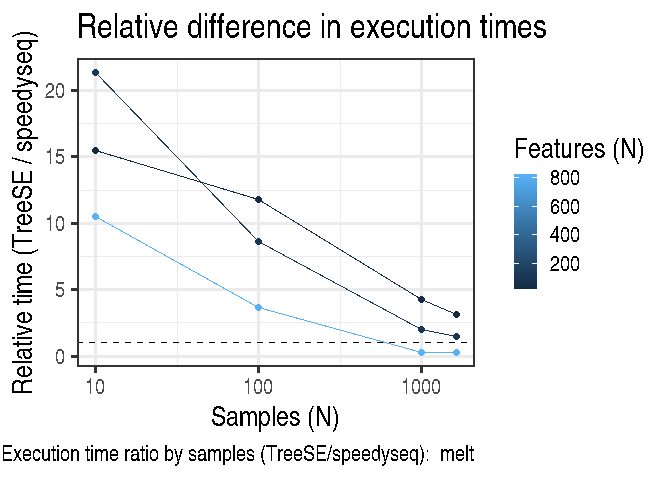 Relative difference in execution times
Relative time (TreeSE / speedyseq)
20
15
10
5
0
10
100
1000
Samples (N)
Features (N)
800
600
400
200
Execution time ratio by samples (TreeSE/speedyseq): melt